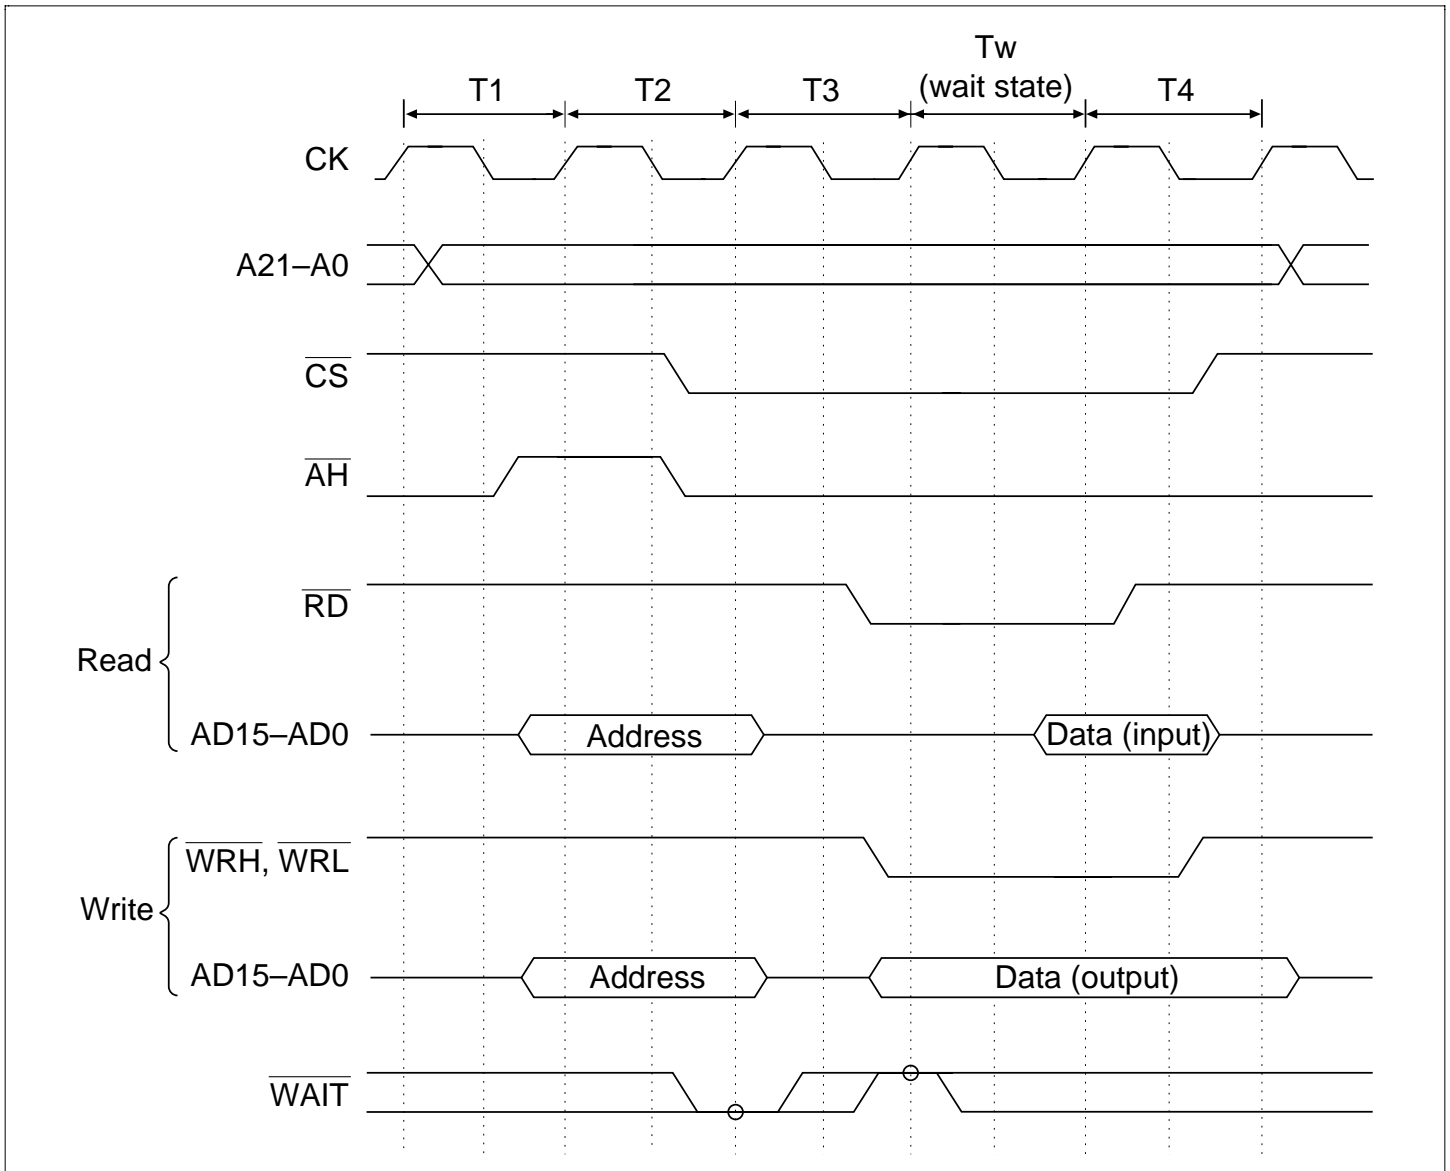 Tw
T1 T2 T3 (wait state) T4
CK
A21–A0
CS
AH
RD
Read
AD15–AD0 Address Data (input)
WRH, WRL
Write
AD15–AD0 Address Data (output)
WAIT